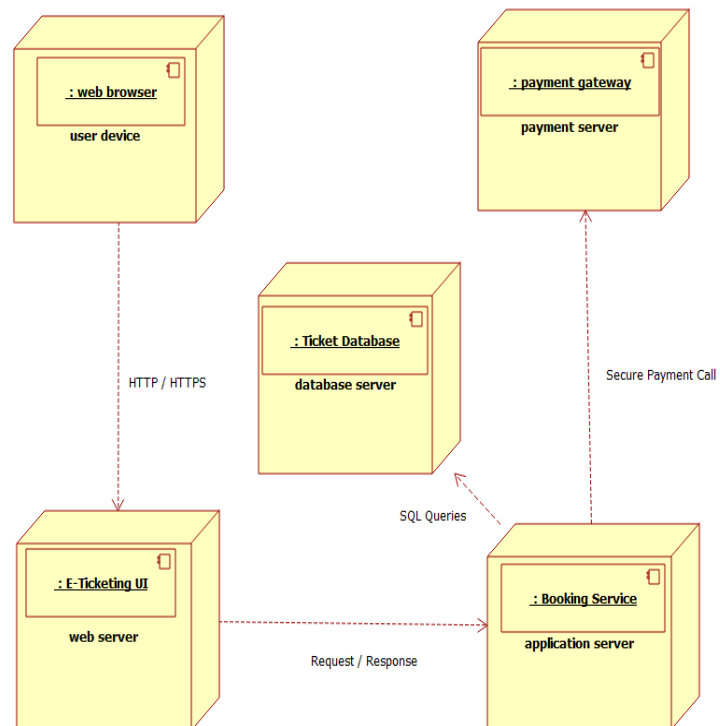 : web browser
user device
: payment gateway
payment server
: Ticket Database
database server
HTTP / HTTPS
Secure Payment Call
SQL Queries
: E-Ticketing UI
web server
: Booking Service
application server
Request / Response